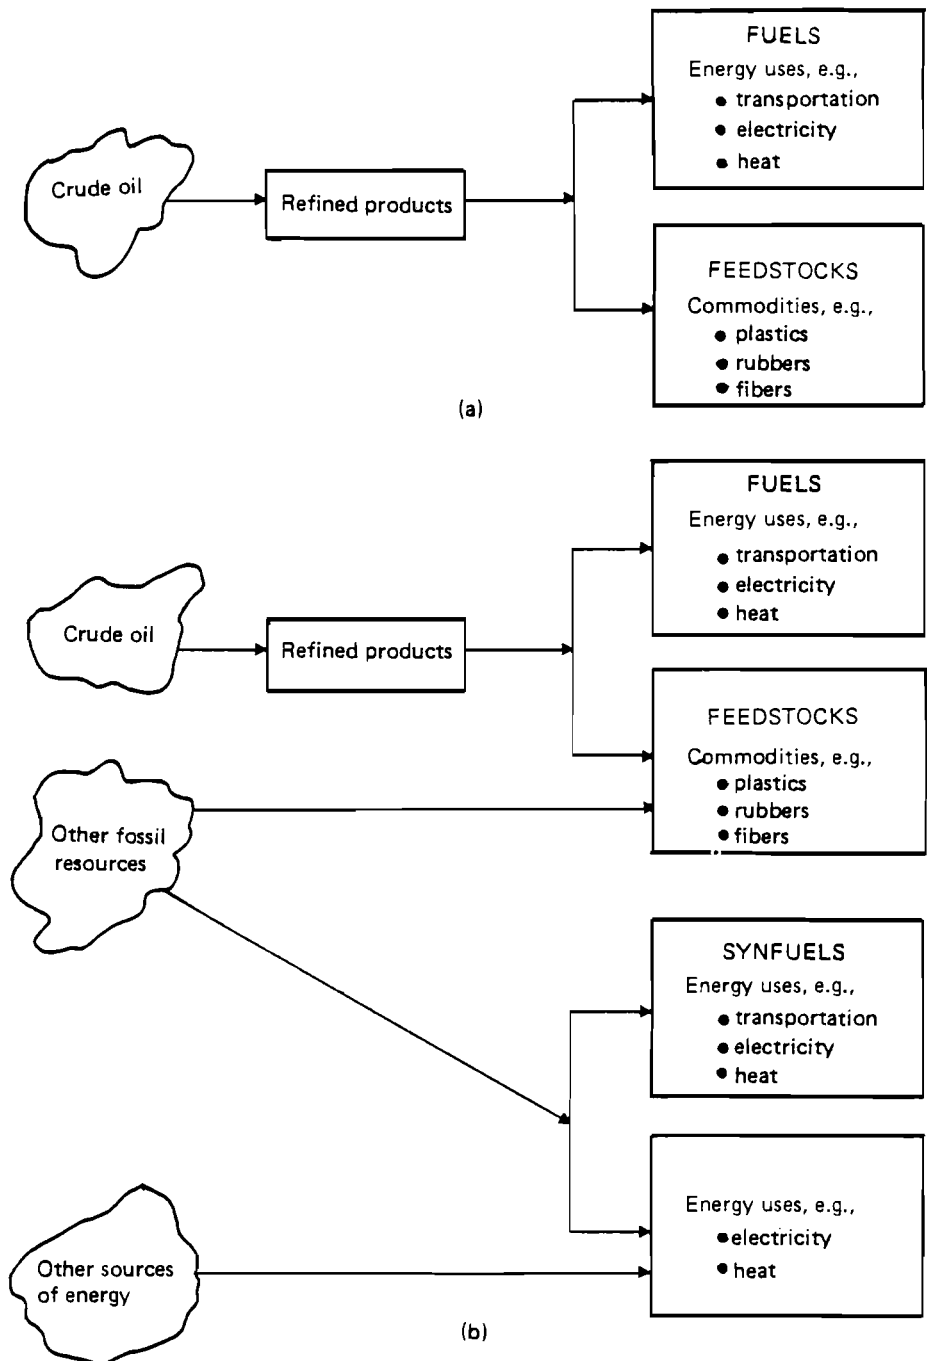 FUELS
Energy uses, e.g.,
• transportation
• electricity
• heat
Crude oil
Refined products
FEEDSTOCKS
Commodities, e.g.,
• plastics
• rubbers
• fibers
(a)
FUELS
Energy uses, e.g.,
• transportation
• electricity
• heat
Crude oil
Refined products
FEEDSTOCKS
Commodities, e.g.,
• plastics
• rubbers
• fibers
Other fossil
resources
SYNFUELS
Energy uses, e.g.,
• transportation
• electricity
• heat
Energy uses, e.g.,
• electricity
• heat
Other sources
of energy
(b)